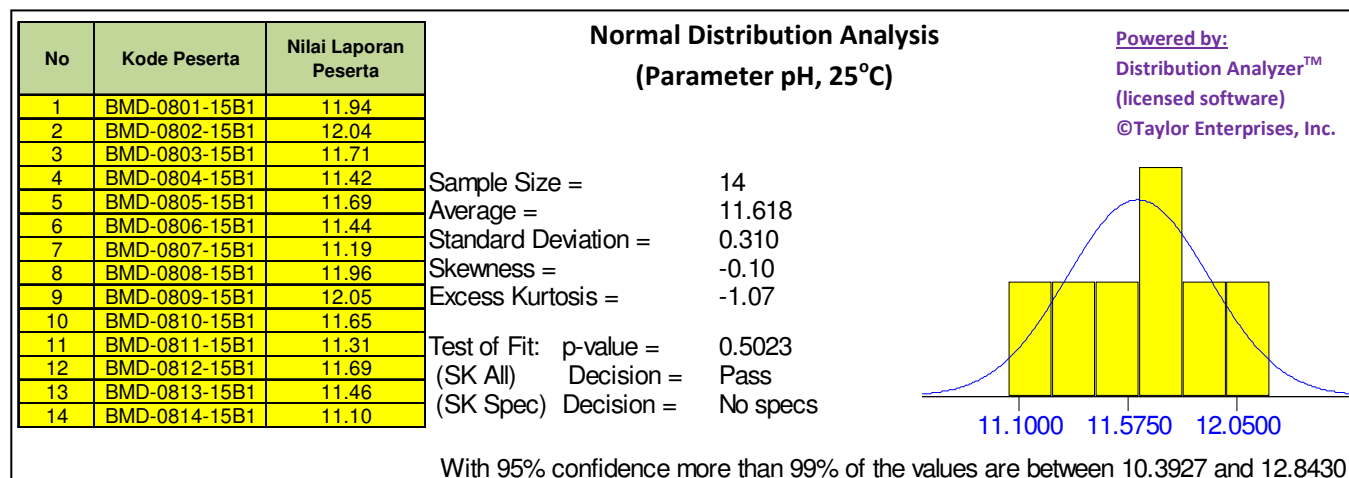 Normal Distribution Analysis
(Parameter pH, 25°C)
Powered by:
Distribution Analyzer™
(licensed software)
©Taylor Enterprises, Inc.
No Kode Peserta Nilai Laporan Peserta
1 BMD-0801-15B1 11.94
2 BMD-0802-15B1 12.04
3 BMD-0803-15B1 11.71
4 BMD-0804-15B1 11.42
5 BMD-0805-15B1 11.69
6 BMD-0806-15B1 11.44
7 BMD-0807-15B1 11.19
8 BMD-0808-15B1 11.96
9 BMD-0809-15B1 12.05
10 BMD-0810-15B1 11.65
11 BMD-0811-15B1 11.31
12 BMD-0812-15B1 11.69
13 BMD-0813-15B1 11.46
14 BMD-0814-15B1 11.10
Sample Size = 14
Average = 11.618
Standard Deviation = 0.310
Skewness = -0.10
Excess Kurtosis = -1.07
Test of Fit: p-value = 0.5023
(SK All) Decision = Pass
(SK Spec) Decision = No specs
11.1000 11.5750 12.0500
With 95% confidence more than 99% of the values are between 10.3927 and 12.8430